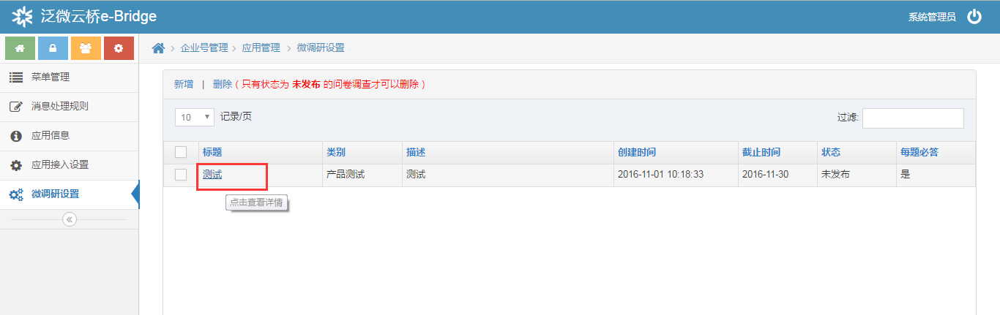 泛微云桥e-Bridge
系统管理员
企业号管理 > 应用管理 > 微调研设置
菜单管理
消息处理规则
应用信息
应用接入设置
微调研设置
新增 | 删除 ( 只有状态为 未发布 的问卷调查才可以删除 )
10 记录/页
过滤:
标题 类别 描述 创建时间 截止时间 状态 每题必答
测试 产品测试 测试 2016-11-01 10:18:33 2016-11-30 未发布 是
点击查看详情